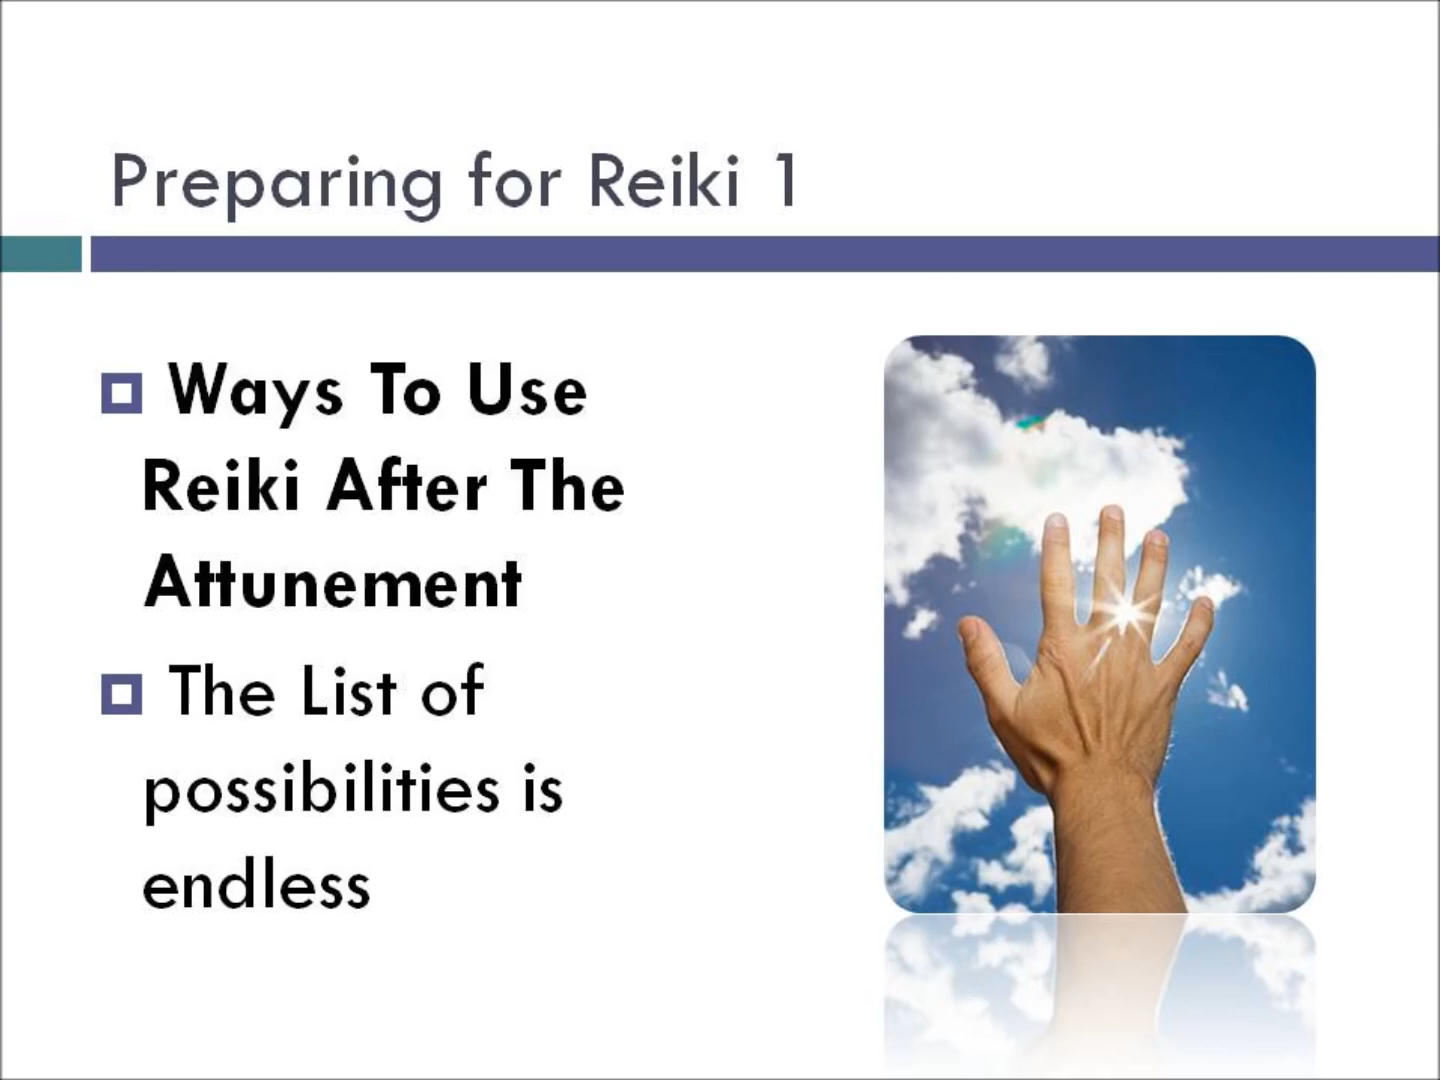 Preparing for Reiki 1
Ways To Use
Reiki After The
Attunement
The List of
possibilities is
endless